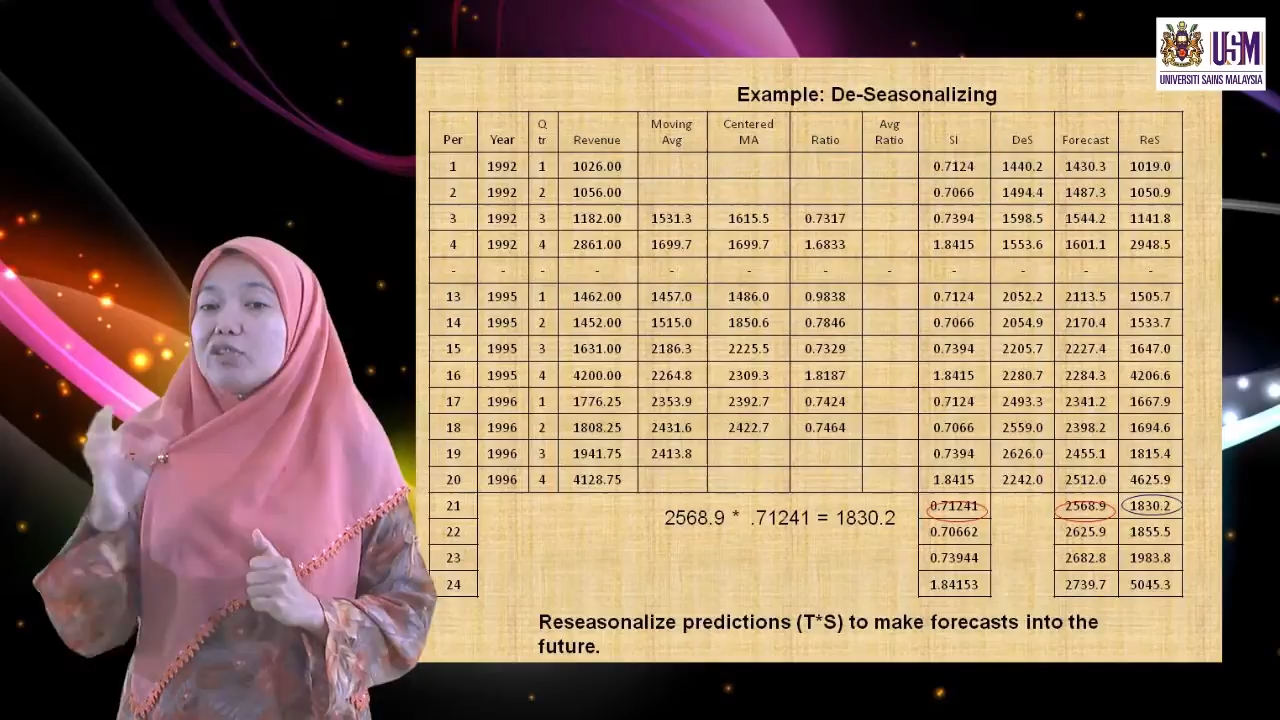 USM
UNIVERSITI SAINS MALAYSIA
Example: De-Seasonalizing
Per Year Q tr Revenue Moving Avg Centered MA Ratio Avg Ratio SI DeS Forecast ReS
1 1992 1 1026.00 0.7124 1440.2 1430.3 1019.0
2 1992 2 1056.00 0.7066 1494.4 1487.3 1050.9
3 1992 3 1182.00 1531.3 1615.5 0.7317 0.7394 1598.5 1544.2 1141.8
4 1992 4 2861.00 1699.7 1699.7 1.6833 1.8415 1553.6 1601.1 2948.5
- - - - - - - - - - - -
13 1995 1 1462.00 1457.0 1486.0 0.9838 0.7124 2052.2 2113.5 1505.7
14 1995 2 1452.00 1515.0 1850.6 0.7846 0.7066 2054.9 2170.4 1533.7
15 1995 3 1631.00 2186.3 2225.5 0.7329 0.7394 2205.7 2227.4 1647.0
16 1995 4 4200.00 2264.8 2309.3 1.8187 1.8415 2280.7 2284.3 4206.6
17 1996 1 1776.25 2353.9 2392.7 0.7424 0.7124 2493.3 2341.2 1667.9
18 1996 2 1808.25 2431.6 2422.7 0.7464 0.7066 2559.0 2398.2 1694.6
19 1996 3 1941.75 2413.8 0.7394 2626.0 2455.1 1815.4
20 1996 4 4128.75 1.8415 2242.0 2512.0 4625.9
21 0.71241 2568.9 1830.2
2568.9 * .71241 = 1830.2
22 0.70662 2625.9 1855.5
23 0.73944 2682.8 1983.8
24 1.84153 2739.7 5045.3
Reseasonalize predictions (T*S) to make forecasts into the
future.